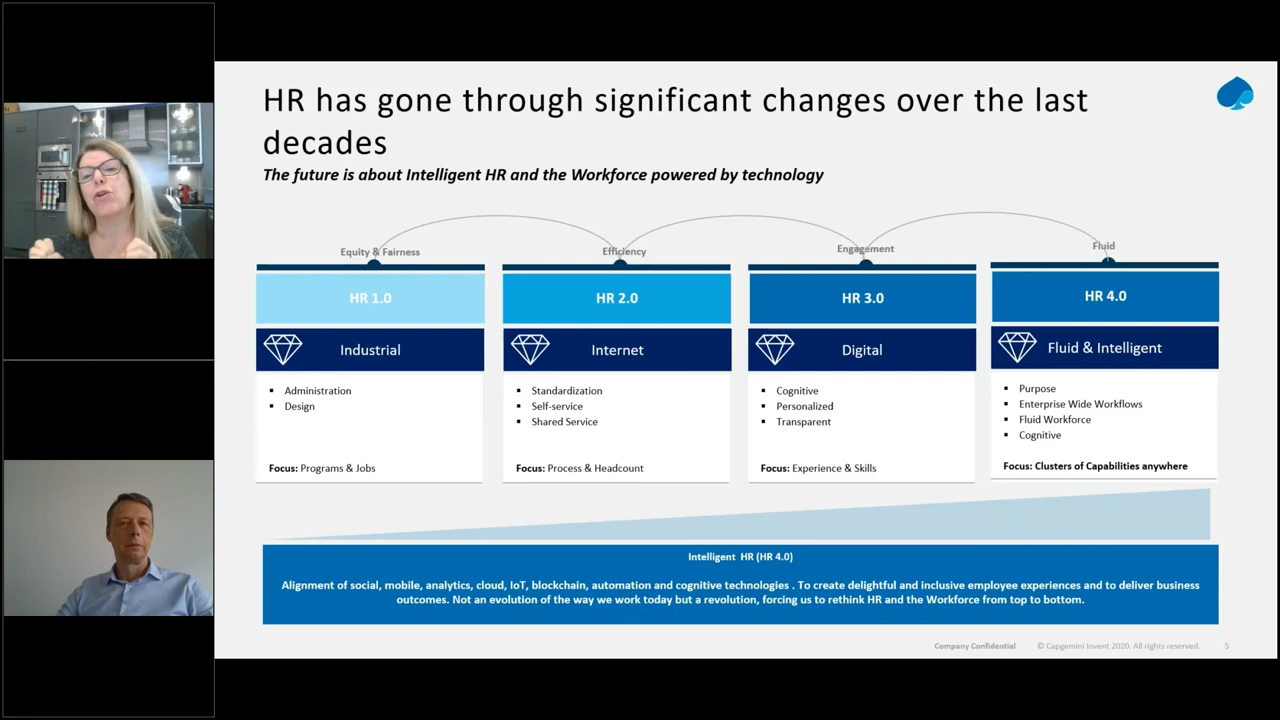 HR has gone through significant changes over the last
decades
The future is about Intelligent HR and the Workforce powered by technology
Equity & Fairness
Efficiency
Engagement
Fluid
HR 1.0
HR 2.0
HR 3.0
HR 4.0
Industrial
Internet
Digital
Fluid & Intelligent
▪ Administration
▪ Design
Focus: Programs & Jobs
▪ Standardization
▪ Self-service
▪ Shared Service
Focus: Process & Headcount
▪ Cognitive
▪ Personalized
▪ Transparent
Focus: Experience & Skills
▪ Purpose
▪ Enterprise Wide Workflows
▪ Fluid Workforce
▪ Cognitive
Focus: Clusters of Capabilities anywhere
Intelligent HR (HR 4.0)
Alignment of social, mobile, analytics, cloud, IoT, blockchain, automation and cognitive technologies . To create delightful and inclusive employee experiences and to deliver business
outcomes. Not an evolution of the way we work today but a revolution, forcing us to rethink HR and the Workforce from top to bottom.
Company Confidential © Capgemini Invent 2020. All rights reserved. 5